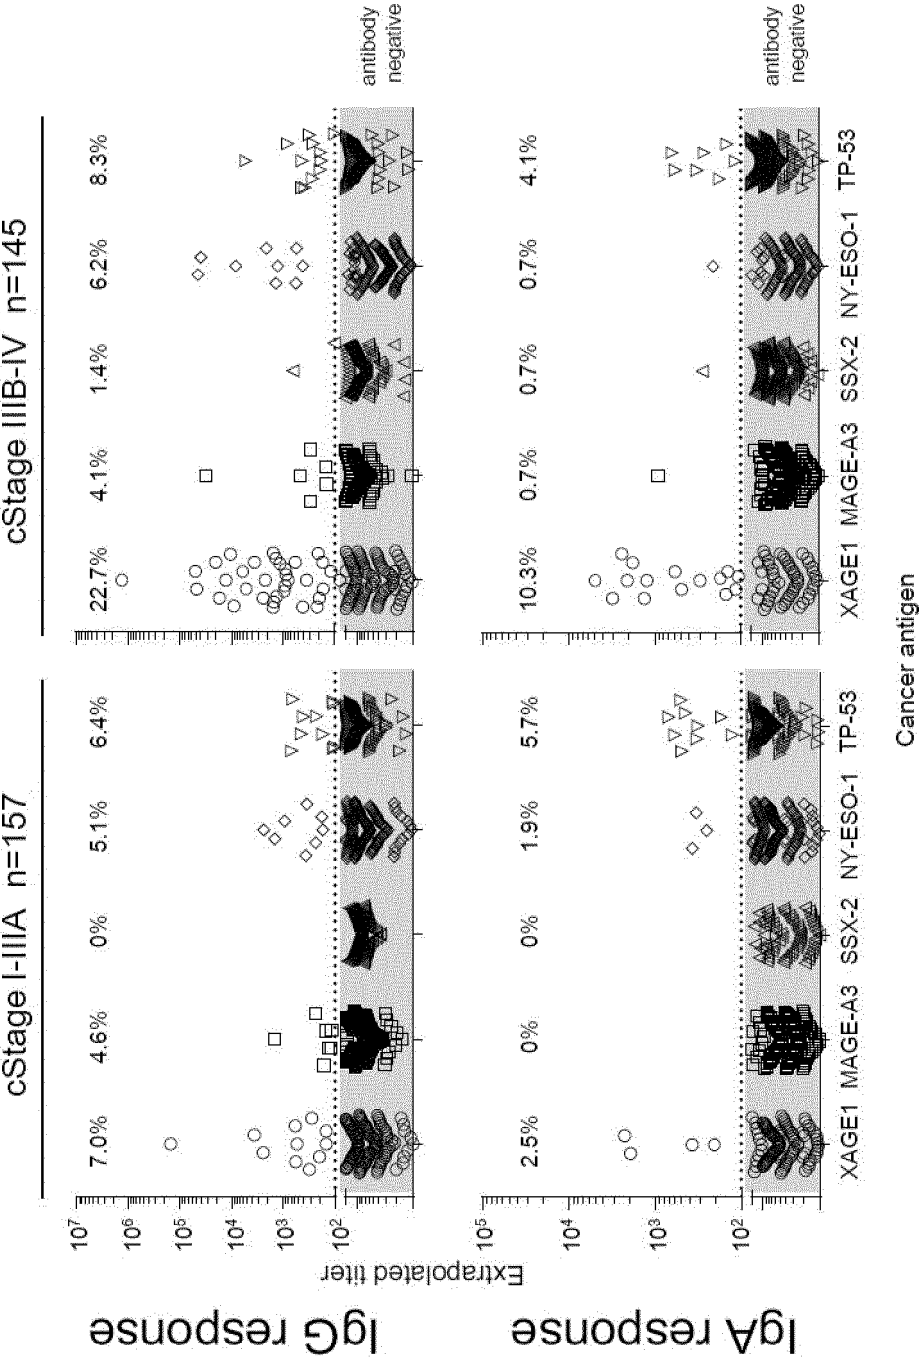 cStage I-IIIA n=157
cStage IIIB-IV n=145
IgG response
7.0% 4.6% 0% 5.1% 6.4%
22.7% 4.1% 1.4% 6.2% 8.3%
10⁷
10⁶
10⁵
10⁴
10³
10²
antibody
negative
Extrapolated titer
IgA response
2.5% 0% 0% 1.9% 5.7%
10.3% 0.7% 0.7% 0.7% 4.1%
10⁵
10⁴
10³
10²
antibody
negative
XAGE1 MAGE-A3 SSX-2 NY-ESO-1 TP-53
XAGE1 MAGE-A3 SSX-2 NY-ESO-1 TP-53
Cancer antigen